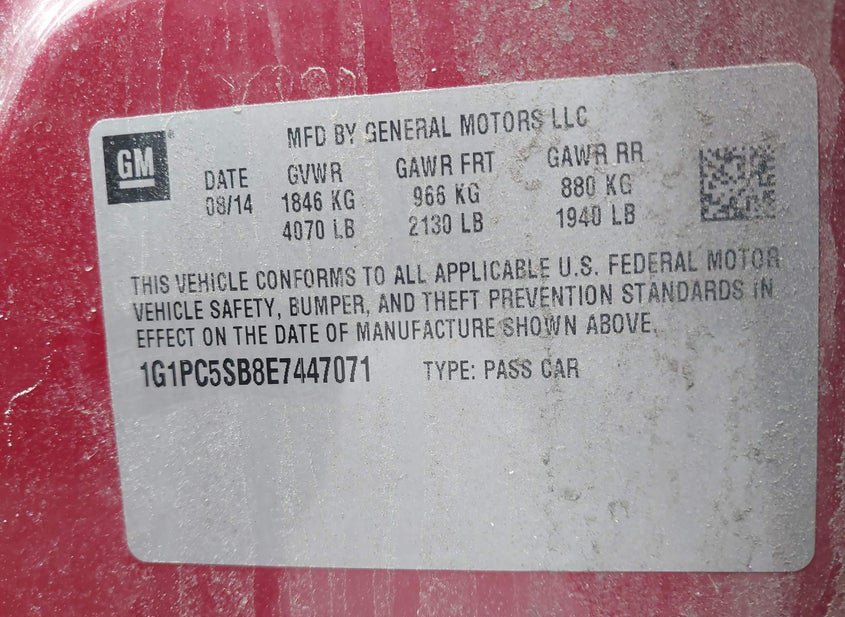 GM
MFD BY GENERAL MOTORS LLC
DATE GVWR GAWR FRT GAWR RR
08/14 1846 KG 966 KG 880 KG
4070 LB 2130 LB 1940 LB
THIS VEHICLE CONFORMS TO ALL APPLICABLE U.S. FEDERAL MOTOR
VEHICLE SAFETY, BUMPER, AND THEFT PREVENTION STANDARDS IN
EFFECT ON THE DATE OF MANUFACTURE SHOWN ABOVE.
1G1PC5SB8E7447071 TYPE: PASS CAR